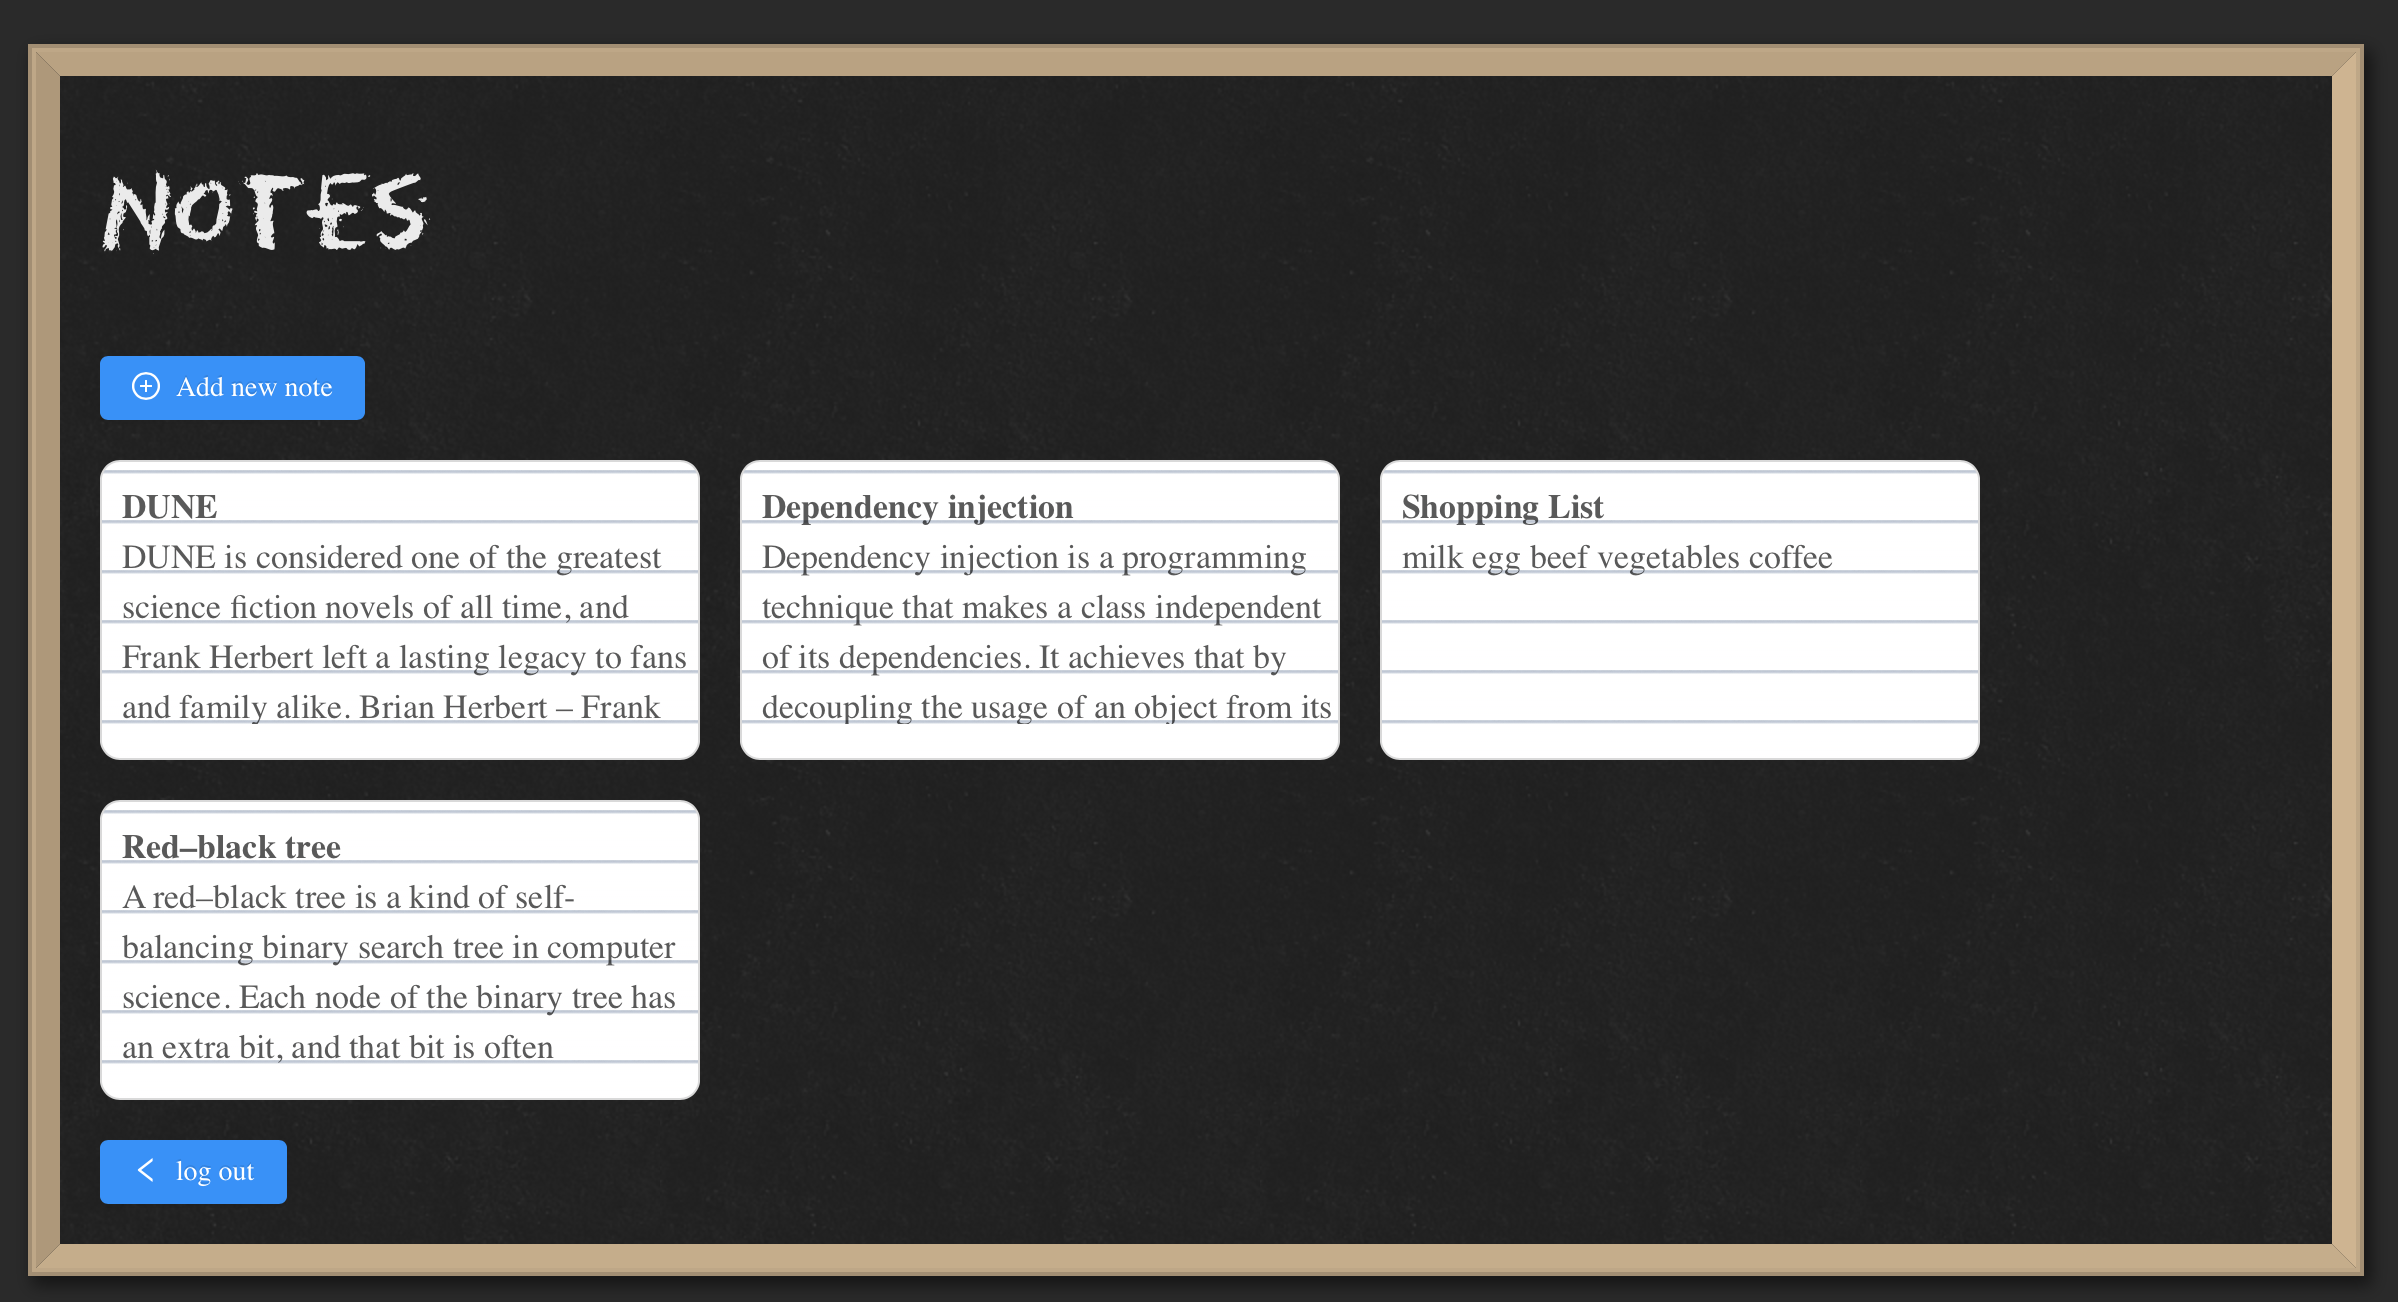 NOTES
Add new note
DUNE
DUNE is considered one of the greatest
science fiction novels of all time, and
Frank Herbert left a lasting legacy to fans
and family alike. Brian Herbert – Frank
Dependency injection
Dependency injection is a programming
technique that makes a class independent
of its dependencies. It achieves that by
decoupling the usage of an object from its
Shopping List
milk egg beef vegetables coffee
Red–black tree
A red–black tree is a kind of self-
balancing binary search tree in computer
science. Each node of the binary tree has
an extra bit, and that bit is often
log out